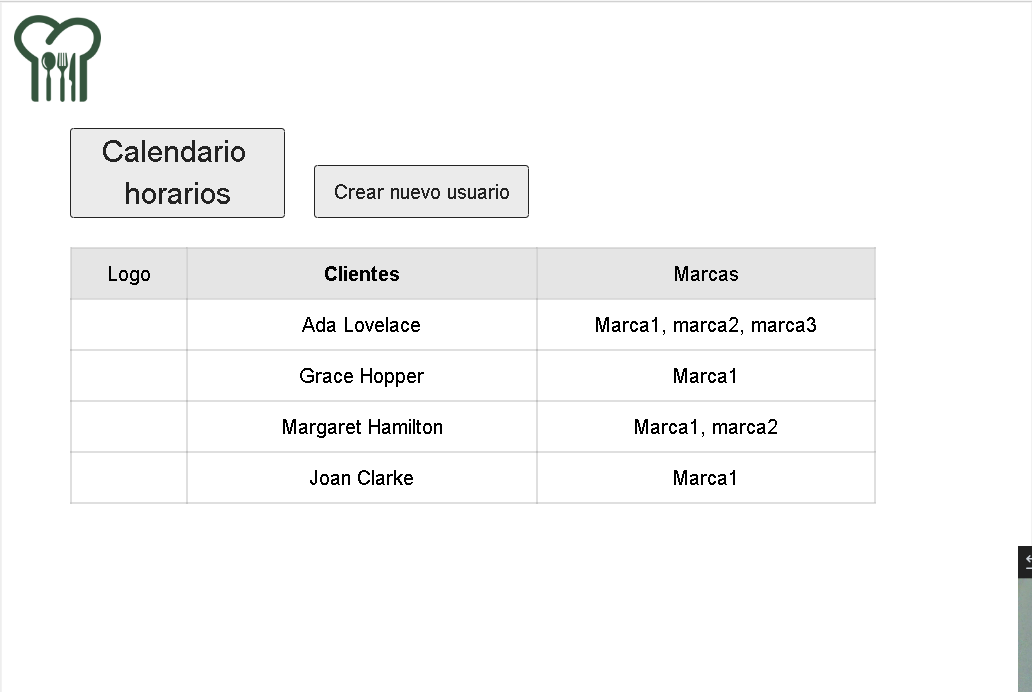 Calendario
horarios
Crear nuevo usuario
Logo Clientes Marcas
Ada Lovelace Marca1, marca2, marca3
Grace Hopper Marca1
Margaret Hamilton Marca1, marca2
Joan Clarke Marca1